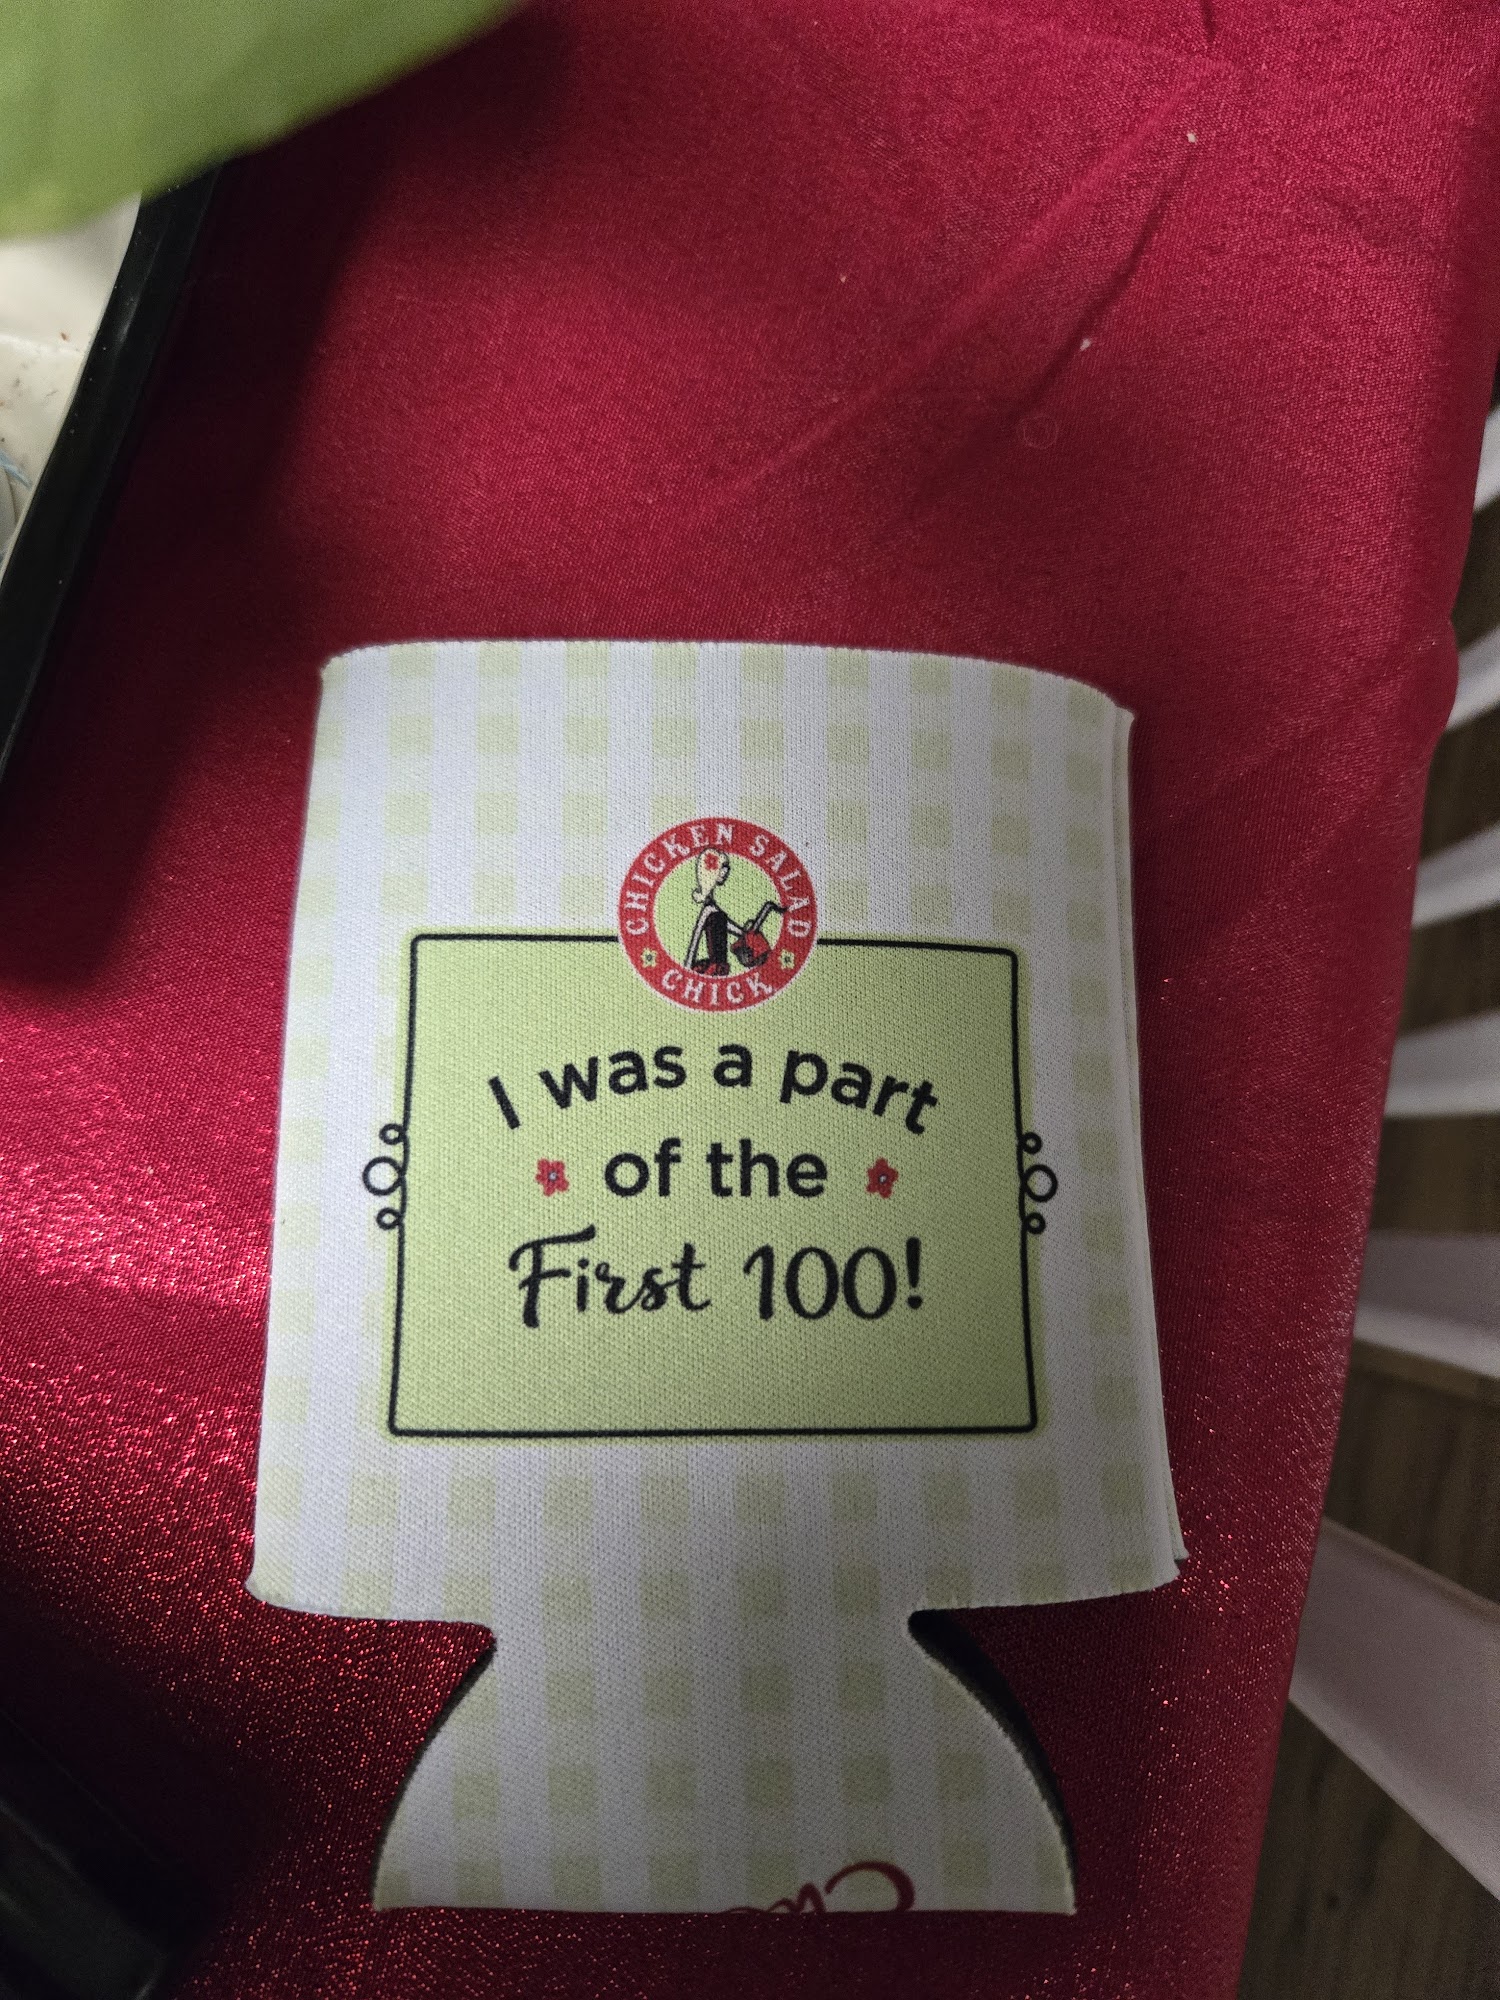 CHICKEN SALAD
CHICK
I was a part
of the
First 100!